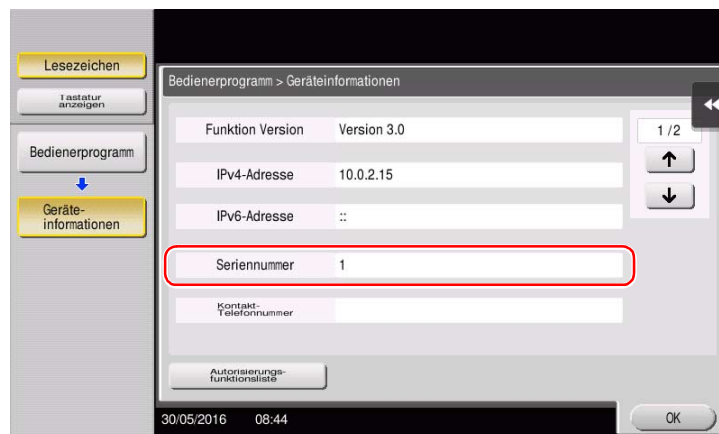 Lesezeichen
Tastatur
anzeigen
Bedienerprogramm
Geräte-
informationen
Bedienerprogramm > Geräteinformationen
Funktion Version Version 3.0
1 /2
IPv4-Adresse 10.0.2.15
IPv6-Adresse ::
Seriennummer 1
Kontakt-
Telefonnummer
Autorisierungs-
funktionsliste
30/05/2016 08:44
OK